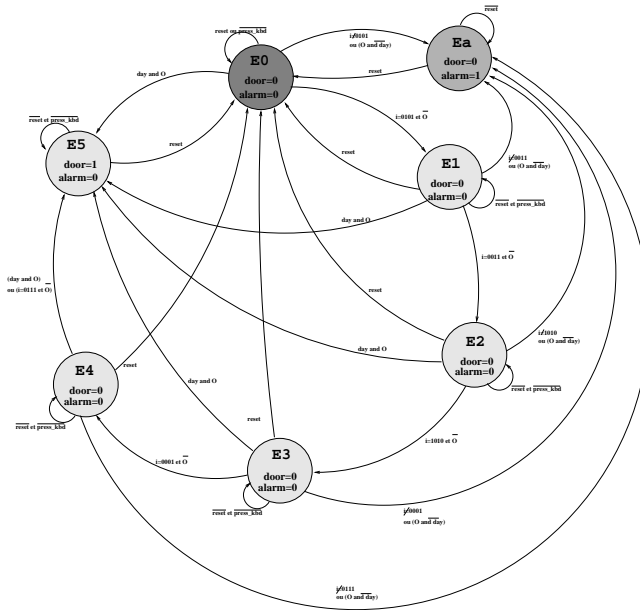 reset ou press_kbd
i≠0101
ou (O and day)
reset
Ea
door=0
alarm=1
E0
door=0
alarm=0
day and O
reset
i=0101 et O̅
reset et press_kbd
E5
door=1
alarm=0
reset
reset
E1
door=0
alarm=0
i≠0011
ou (O and day)
reset et press_kbd
day and O
i=0011 et O̅
(day and O)
ou (i=0111 et O̅)
reset
E2
door=0
alarm=0
i≠1010
ou (O and day)
reset et press_kbd
day and O
E4
door=0
alarm=0
reset
day and O
reset et press_kbd
reset
i=1010 et O̅
E3
door=0
alarm=0
i=0001 et O̅
reset et press_kbd
i≠0001
ou (O and day)
i≠0111
ou (O and day)